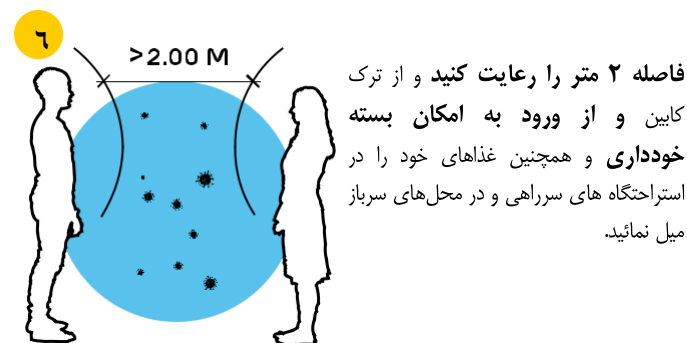 ٦
>2.00 M
فاصله ۲ متر را رعایت کنید و از ترک
کابین و از ورود به امکان بسته
خودداری و همچنین غذاهای خود را در
استراحتگاه های سرراهی و در محل‌های سرباز
میل نمائید.